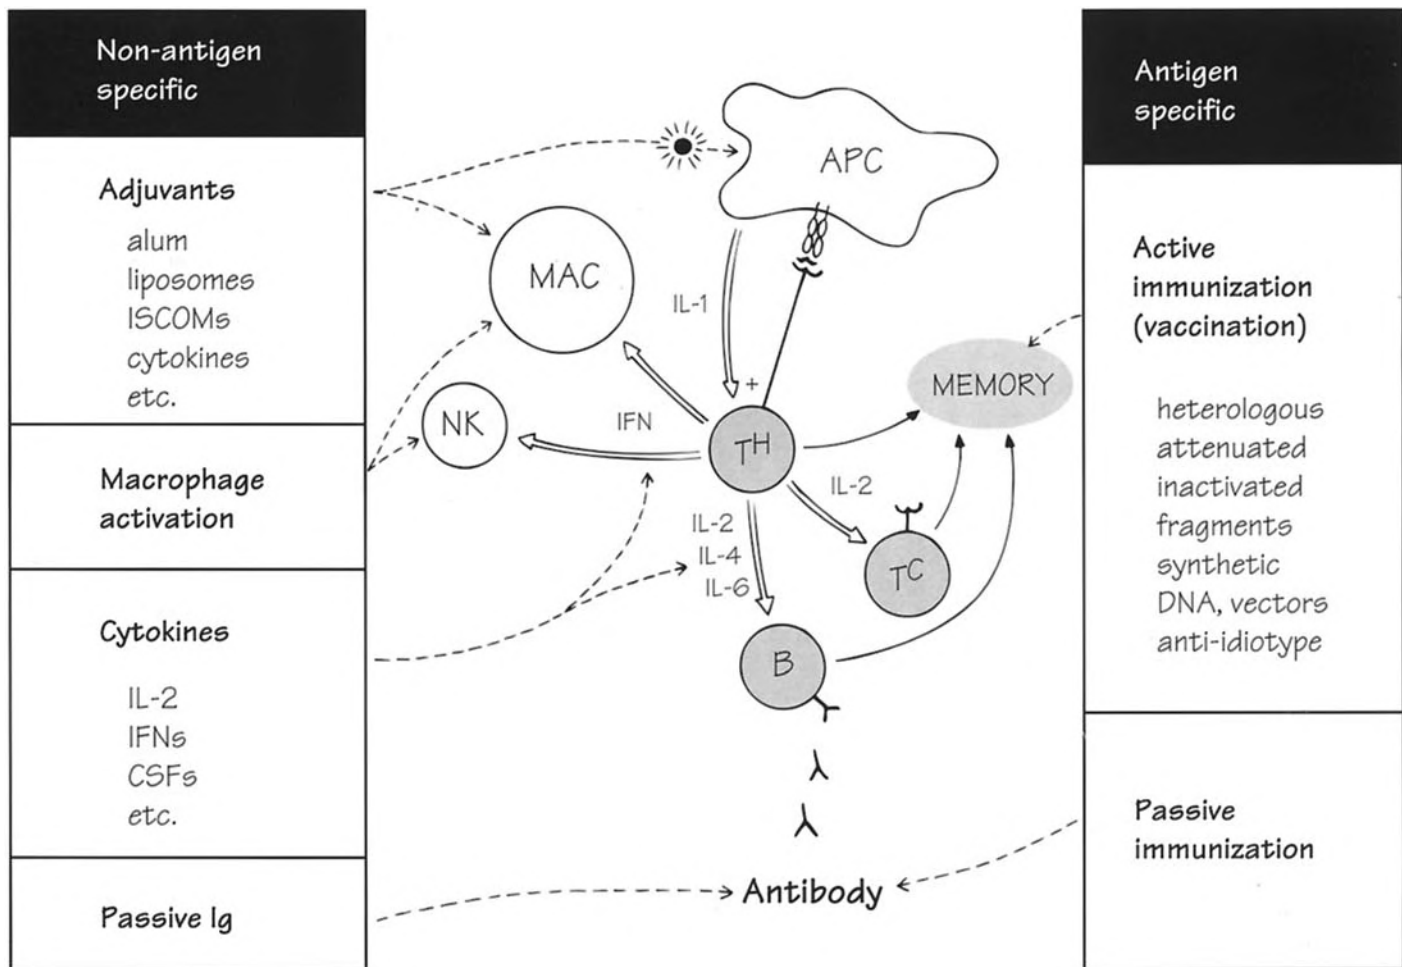 Non-antigen
specific
Adjuvants
alum
liposomes
ISCOMs
cytokines
etc.
Macrophage
activation
Cytokines
IL-2
IFNs
CSFs
etc.
Passive Ig
APC
MAC
IL-1
+
NK
IFN
TH
MEMORY
IL-2
IL-2
IL-4
IL-6
TC
B
Antibody
Antigen
specific
Active
immunization
(vaccination)
heterologous
attenuated
inactivated
fragments
synthetic
DNA, vectors
anti-idiotype
Passive
immunization